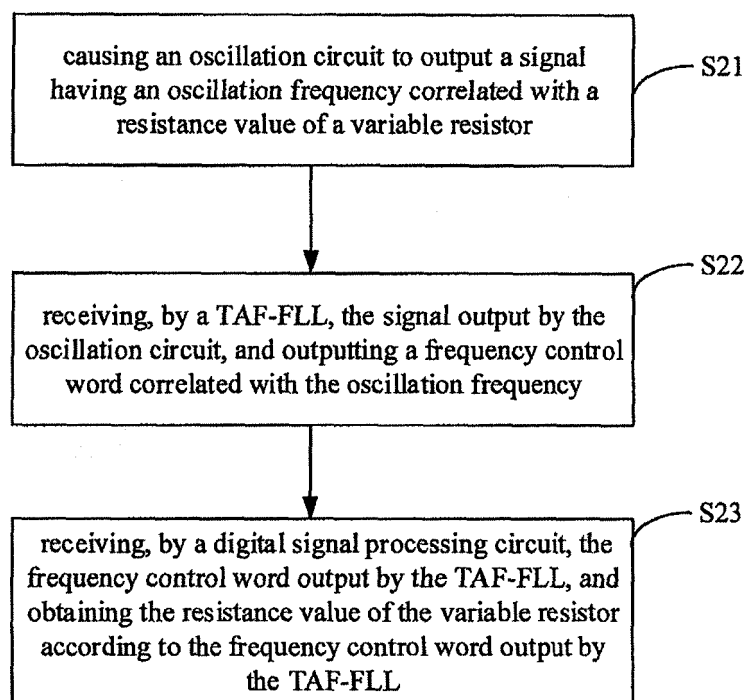 causing an oscillation circuit to output a signal
having an oscillation frequency correlated with a
resistance value of a variable resistor
S21
receiving, by a TAF-FLL, the signal output by the
oscillation circuit, and outputting a frequency control
word correlated with the oscillation frequency
S22
receiving, by a digital signal processing circuit, the
frequency control word output by the TAF-FLL, and
obtaining the resistance value of the variable resistor
according to the frequency control word output by
the TAF-FLL
S23